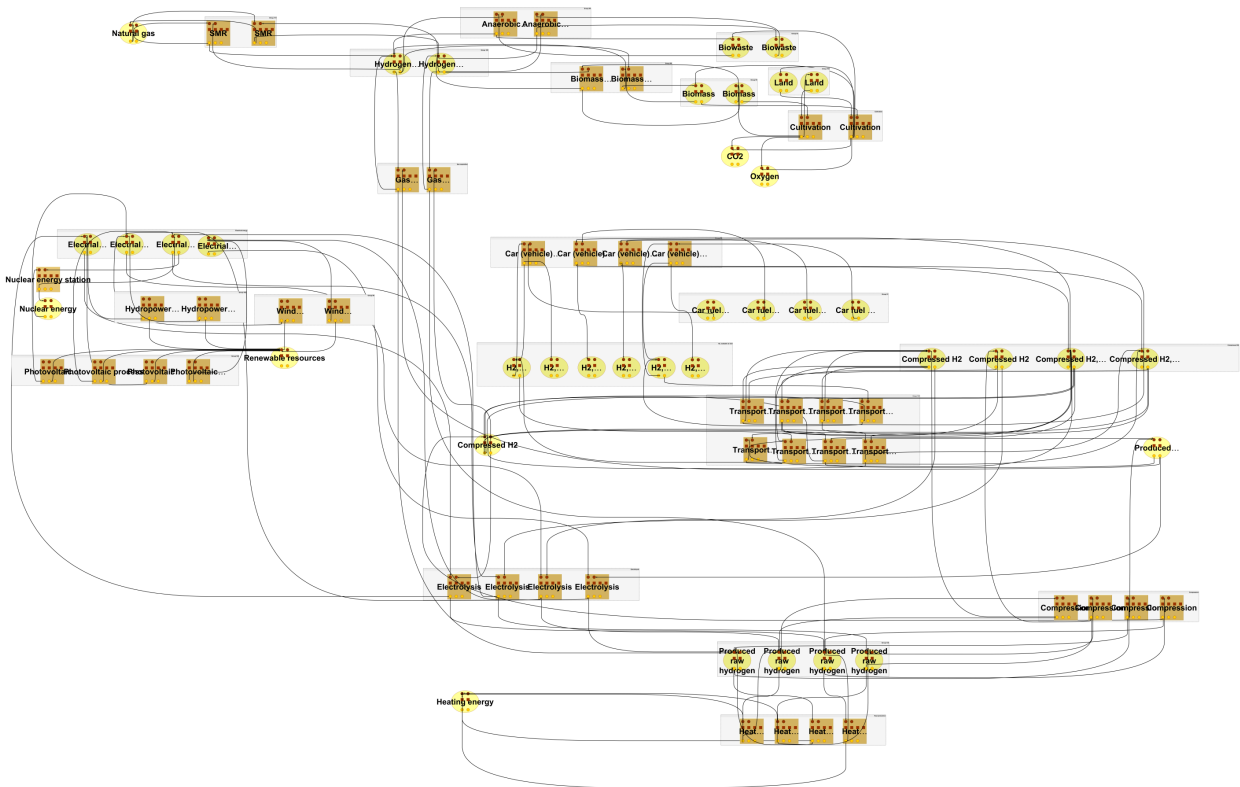 Natural gas
SMR
SMR
Anaerobic
Anaerobic…
Biowaste
Biowaste
Hydrogen…
Hydrogen…
Biomass…
Biomass…
Biomass
Biomass
Land
Land
Cultivation
Cultivation
CO2
Oxygen
Gas…
Gas…
Electrial…
Electrial…
Electrial…
Electrial…
Car (vehicle)…
Car (vehicle)…
Car (vehicle)…
Car (vehicle)…
Nuclear energy station
Nuclear energy
Hydropower…
Hydropower…
Wind…
Wind…
Car fuel…
Car fuel…
Car fuel…
Car fuel…
Renewable resources
Photovoltaic
Photovoltaic process
Photovoltaic
Photovoltaic…
H2,…
H2,…
H2,…
H2,…
H2,…
H2,…
Compressed H2
Compressed H2
Compressed H2,…
Compressed H2,…
Transport…
Transport…
Transport…
Transport…
Compressed H2
Transport…
Transport…
Transport…
Transport…
Produced…
Electrolysis
Electrolysis
Electrolysis
Electrolysis
Compression
Compression
Compression
Compression
Produced raw hydrogen
Produced raw hydrogen
Produced raw hydrogen
Produced raw hydrogen
Heating energy
Heat…
Heat…
Heat…
Heat…